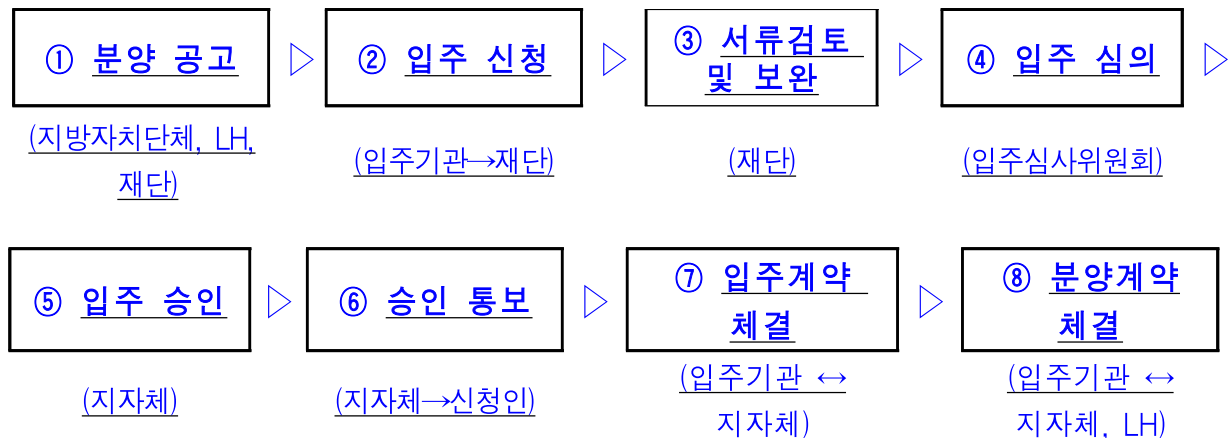 ① 분양 공고 ▷ ② 입주 신청 ▷ ③ 서류검토 및 보완 ▷ ④ 입주 심의 ▷
(지방자치단체, LH, 재단)
(입주기관→재단)
(재단)
(입주심사위원회)
⑤ 입주 승인 ▷ ⑥ 승인 통보 ▷ ⑦ 입주계약 체결 ▷ ⑧ 분양계약 체결
(지자체)
(지자체→신청인)
(입주기관 ↔ 지자체)
(입주기관 ↔ 지자체, LH)